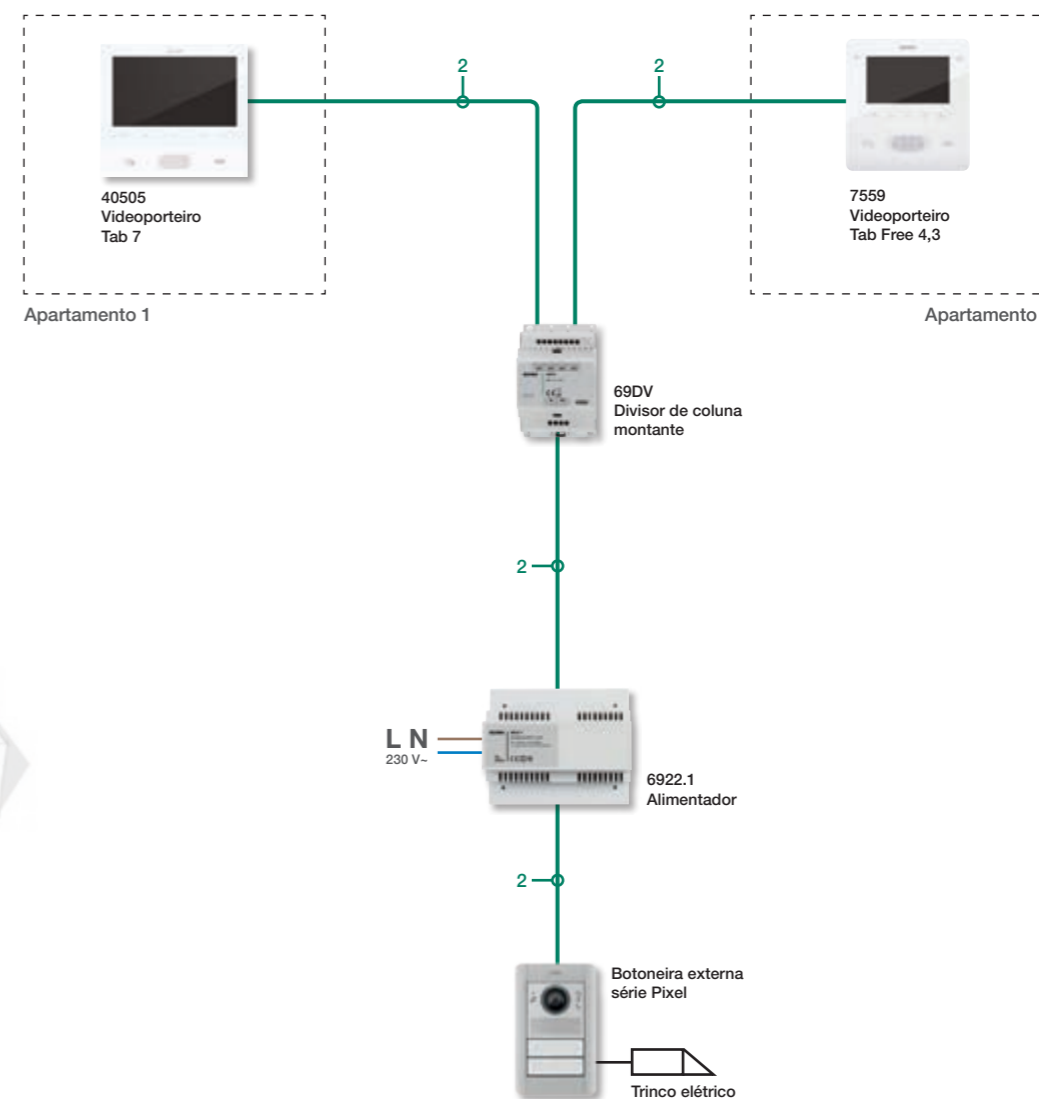 2
2
40505
Videoporteiro
Tab 7
7559
Videoporteiro
Tab Free 4,3
Apartamento 1
Apartamento
69DV
Divisor de coluna
montante
2
L N
230 V~
6922.1
Alimentador
2
Botoneira externa
série Pixel
Trinco elétrico